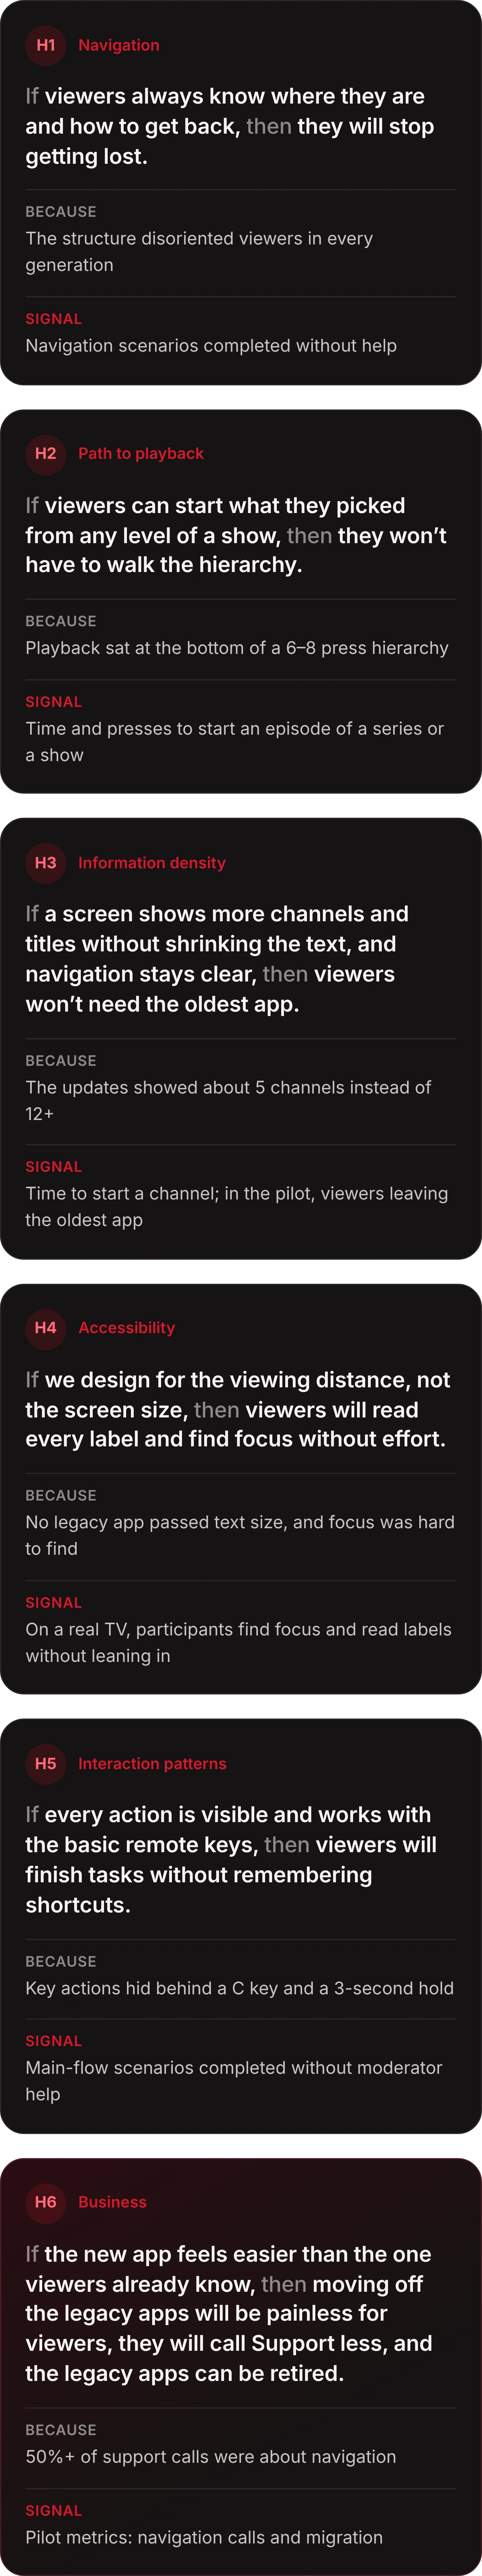 H1 Navigation
If viewers always know where they are
and how to get back, then they will stop
getting lost.
BECAUSE
The structure disoriented viewers in every
generation
SIGNAL
Navigation scenarios completed without help
H2 Path to playback
If viewers can start what they picked
from any level of a show, then they won’t
have to walk the hierarchy.
BECAUSE
Playback sat at the bottom of a 6–8 press hierarchy
SIGNAL
Time and presses to start an episode of a series or
a show
H3 Information density
If a screen shows more channels and
titles without shrinking the text, and
navigation stays clear, then viewers
won’t need the oldest app.
BECAUSE
The updates showed about 5 channels instead of
12+
SIGNAL
Time to start a channel; in the pilot, viewers leaving
the oldest app
H4 Accessibility
If we design for the viewing distance, not
the screen size, then viewers will read
every label and find focus without effort.
BECAUSE
No legacy app passed text size, and focus was hard
to find
SIGNAL
On a real TV, participants find focus and read labels
without leaning in
H5 Interaction patterns
If every action is visible and works with
the basic remote keys, then viewers will
finish tasks without remembering
shortcuts.
BECAUSE
Key actions hid behind a C key and a 3-second hold
SIGNAL
Main-flow scenarios completed without moderator
help
H6 Business
If the new app feels easier than the one
viewers already know, then moving off
the legacy apps will be painless for
viewers, they will call Support less, and
the legacy apps can be retired.
BECAUSE
50%+ of support calls were about navigation
SIGNAL
Pilot metrics: navigation calls and migration